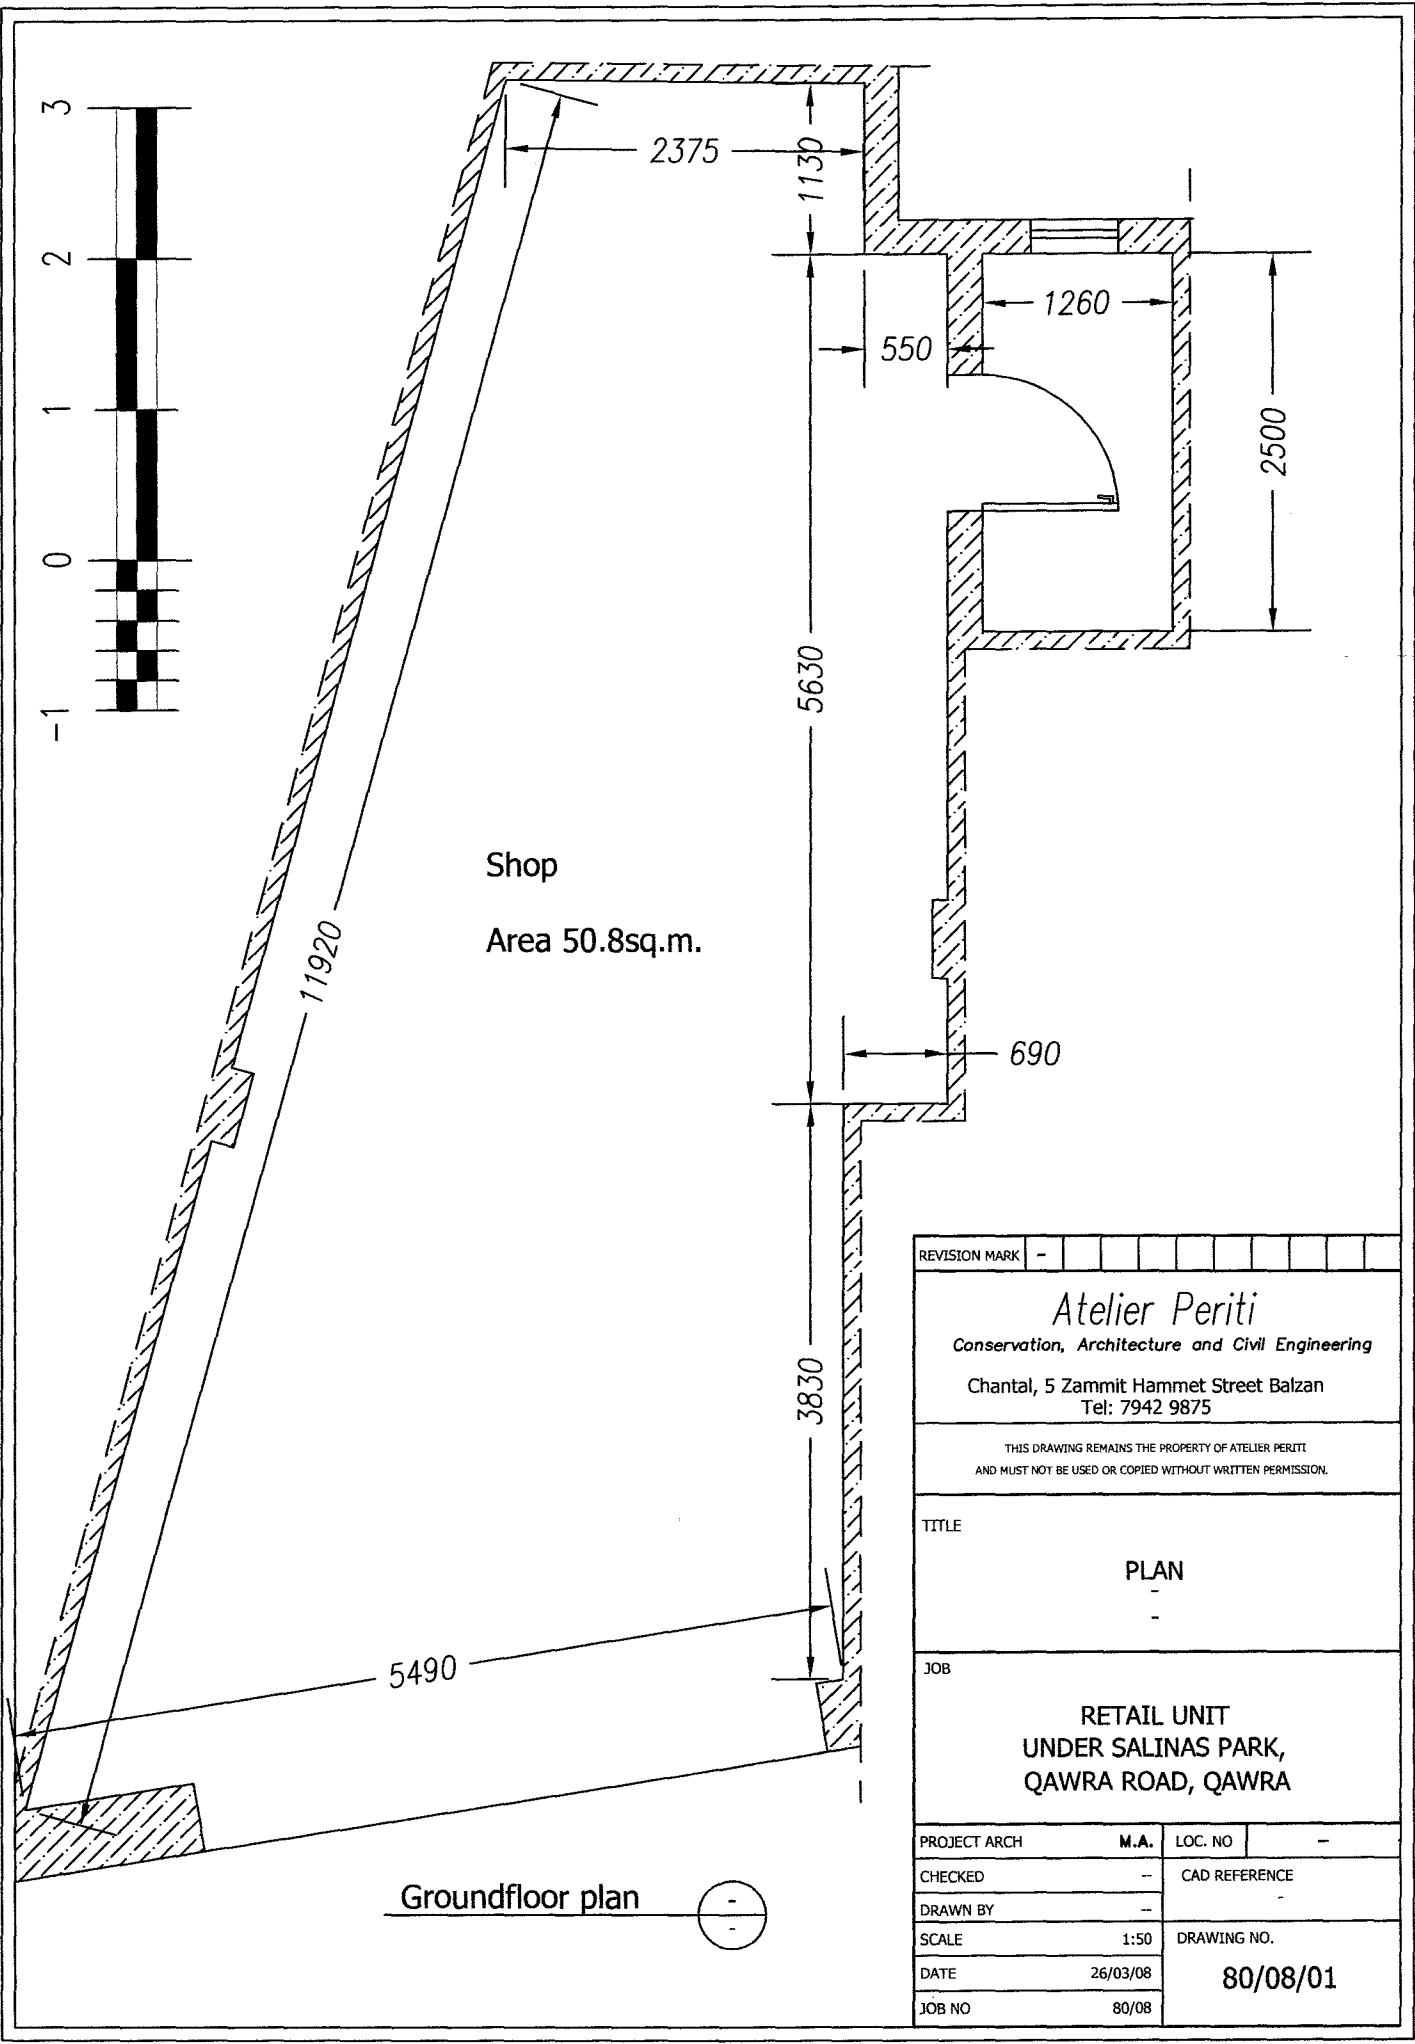 3
2
1
0
-1
2375
1130
1260
550
2500
5630
11920
Shop
Area 50.8sq.m.
690
3830
5490
Groundfloor plan
-
-
REVISION MARK -
Atelier Periti
Conservation, Architecture and Civil Engineering
Chantal, 5 Zammit Hammet Street Balzan
Tel: 7942 9875
THIS DRAWING REMAINS THE PROPERTY OF ATELIER PERITI
AND MUST NOT BE USED OR COPIED WITHOUT WRITTEN PERMISSION.
TITLE
PLAN
-
-
JOB
RETAIL UNIT
UNDER SALINAS PARK,
QAWRA ROAD, QAWRA
PROJECT ARCH M.A. LOC. NO -
CHECKED -- CAD REFERENCE
-
DRAWN BY --
SCALE 1:50 DRAWING NO.
DATE 26/03/08 80/08/01
JOB NO 80/08